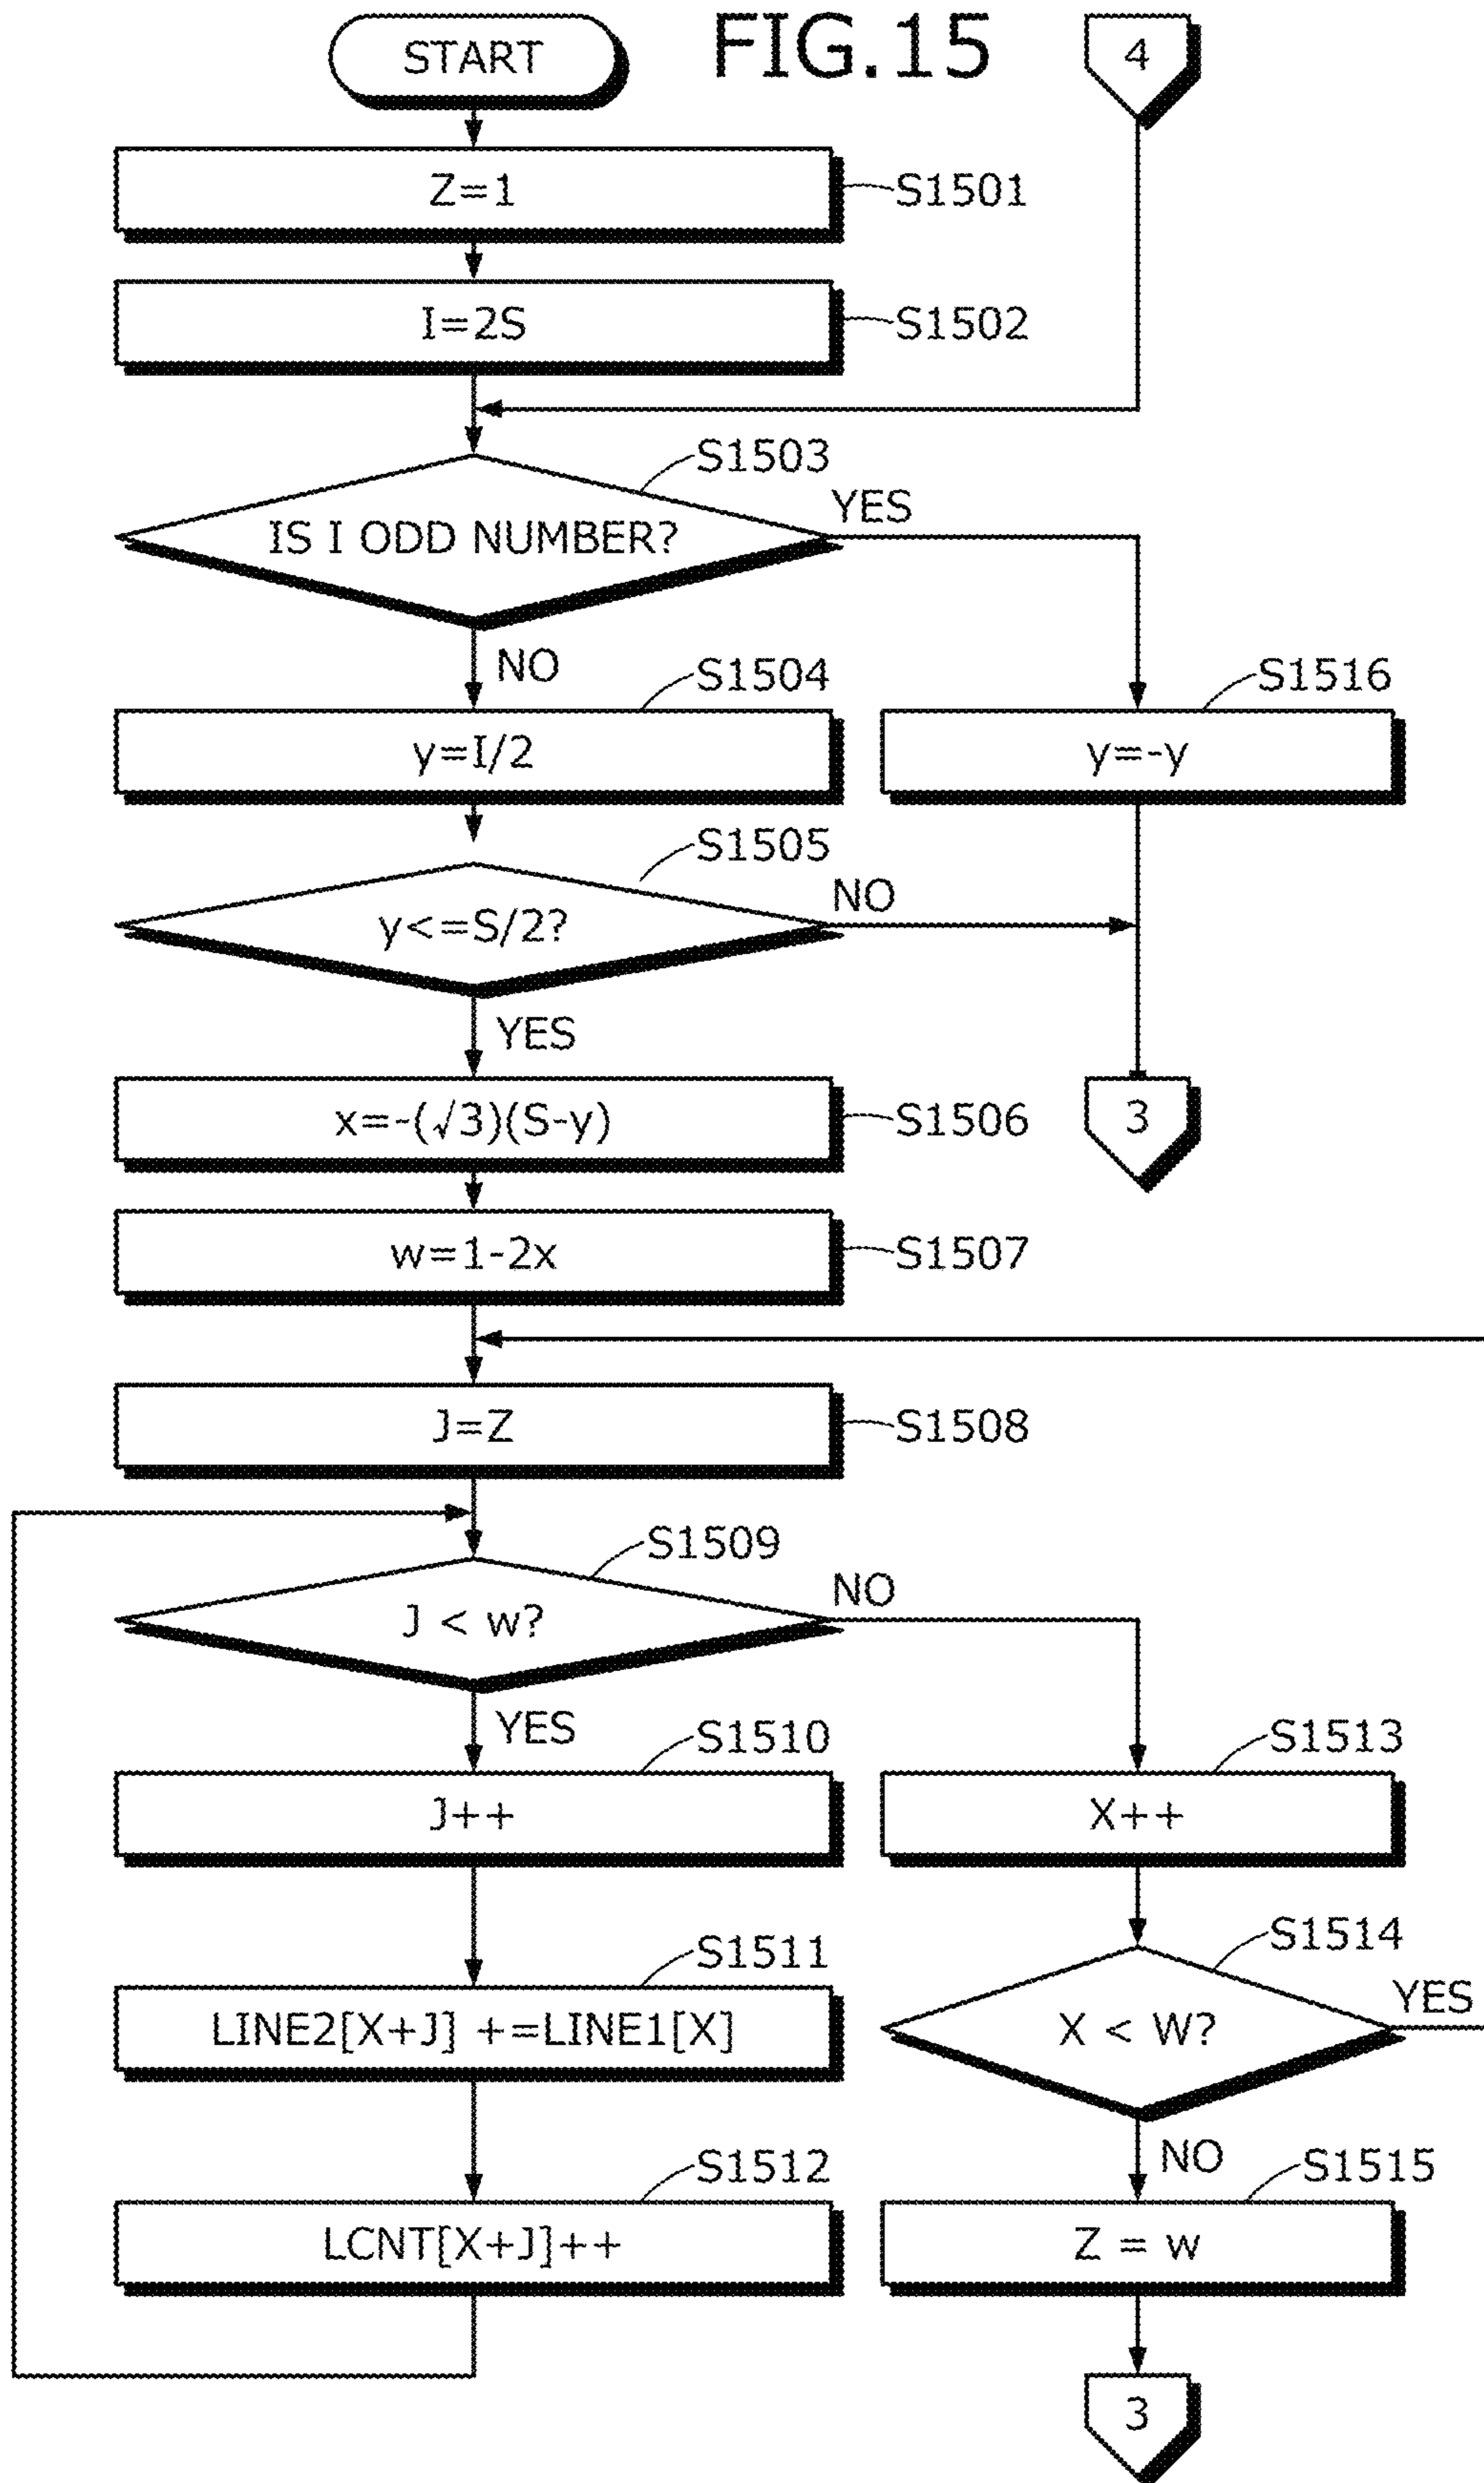 FIG.15
START
4
Z=1
S1501
I=2S
S1502
S1503
IS I ODD NUMBER?
YES
NO
S1504
y=I/2
S1516
y=-y
S1505
y<=S/2?
NO
YES
x=-(√3)(S-y)
S1506
3
w=1-2x
S1507
J=Z
S1508
S1509
J < w?
NO
YES
S1510
J++
S1513
X++
S1511
LINE2[X+J] +=LINE1[X]
S1514
X < W?
YES
NO
S1512
LCNT[X+J]++
S1515
Z = w
3